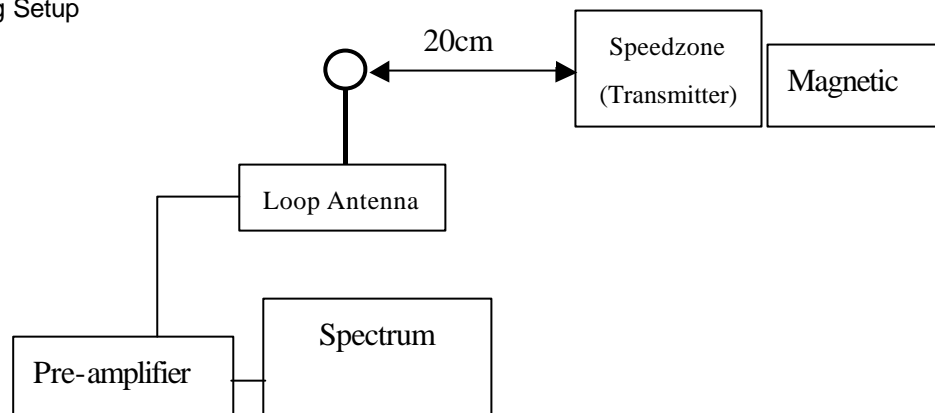 g Setup
20cm
Speedzone
(Transmitter)
Magnetic
Loop Antenna
Spectrum
Pre-amplifier